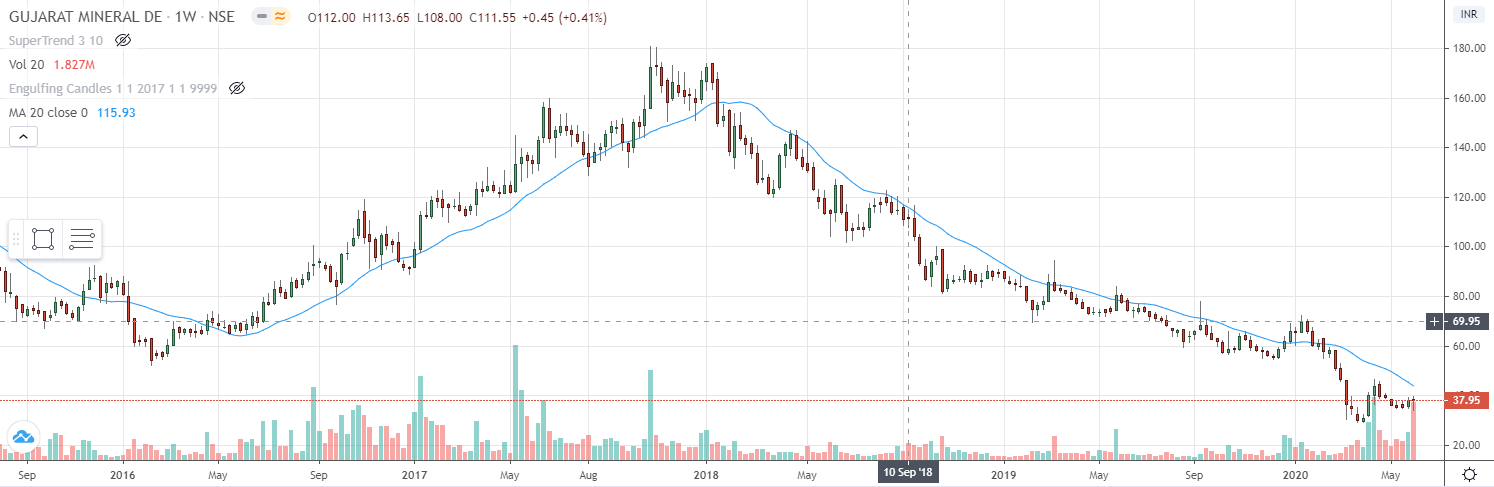 GUJARAT MINERAL DE · 1W · NSE O112.00 H113.65 L108.00 C111.55 +0.45 (+0.41%) INR
SuperTrend 3 10
Vol 20 1.827M
Engulfing Candles 1 1 2017 1 1 9999
MA 20 close 0 115.93
180.00
160.00
140.00
120.00
100.00
80.00
69.95
60.00
37.95
20.00
Sep 2016 May Sep 2017 May Aug 2018 May 10 Sep '18 2019 May Sep 2020 May